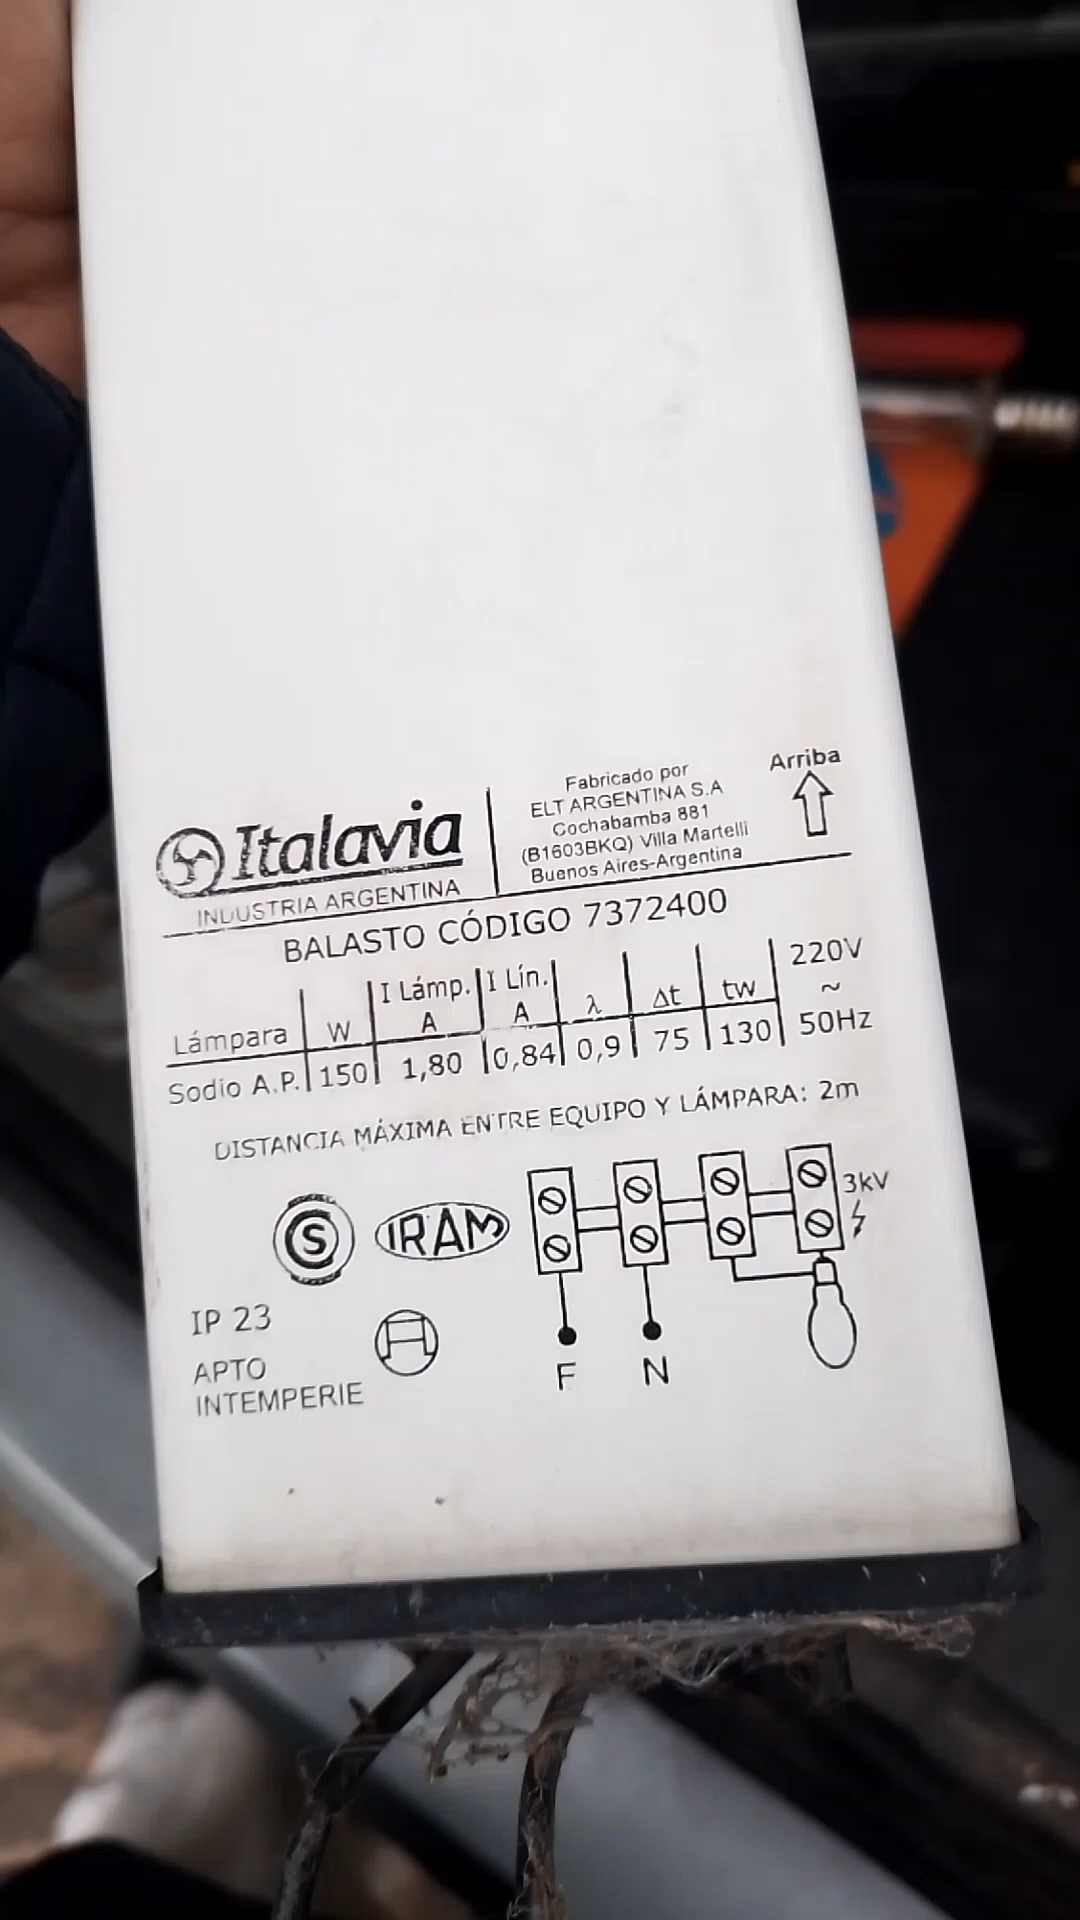 Italavia
INDUSTRIA ARGENTINA
Fabricado por
ELT ARGENTINA S.A
Cochabamba 881
(B1603BKQ) Villa Martelli
Buenos Aires-Argentina
Arriba
BALASTO CÓDIGO 7372400
Lámpara W I Lámp. A I Lín. A λ Δt tw 220V ~ 50Hz
Sodio A.P. 150 1,80 0,84 0,9 75 130
DISTANCIA MÁXIMA ENTRE EQUIPO Y LÁMPARA: 2m
S IRAM 3kV
IP 23
APTO
INTEMPERIE
F N